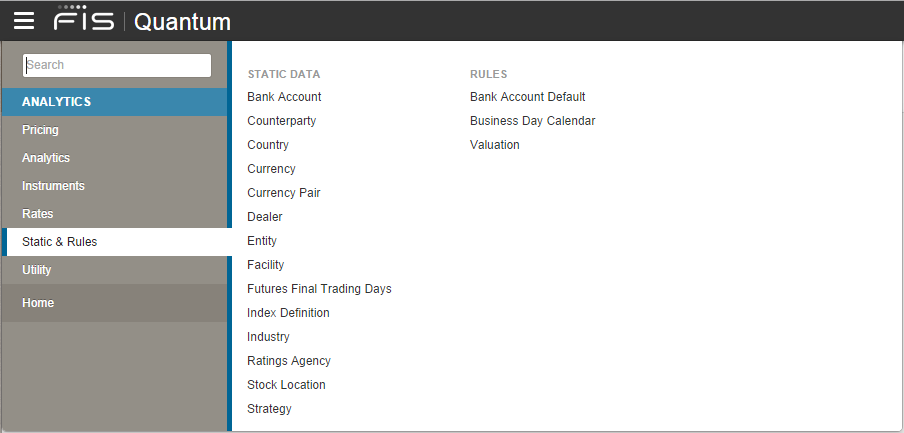 FIS Quantum
Search
ANALYTICS
Pricing
Analytics
Instruments
Rates
Static & Rules
Utility
Home
STATIC DATA
Bank Account
Counterparty
Country
Currency
Currency Pair
Dealer
Entity
Facility
Futures Final Trading Days
Index Definition
Industry
Ratings Agency
Stock Location
Strategy
RULES
Bank Account Default
Business Day Calendar
Valuation